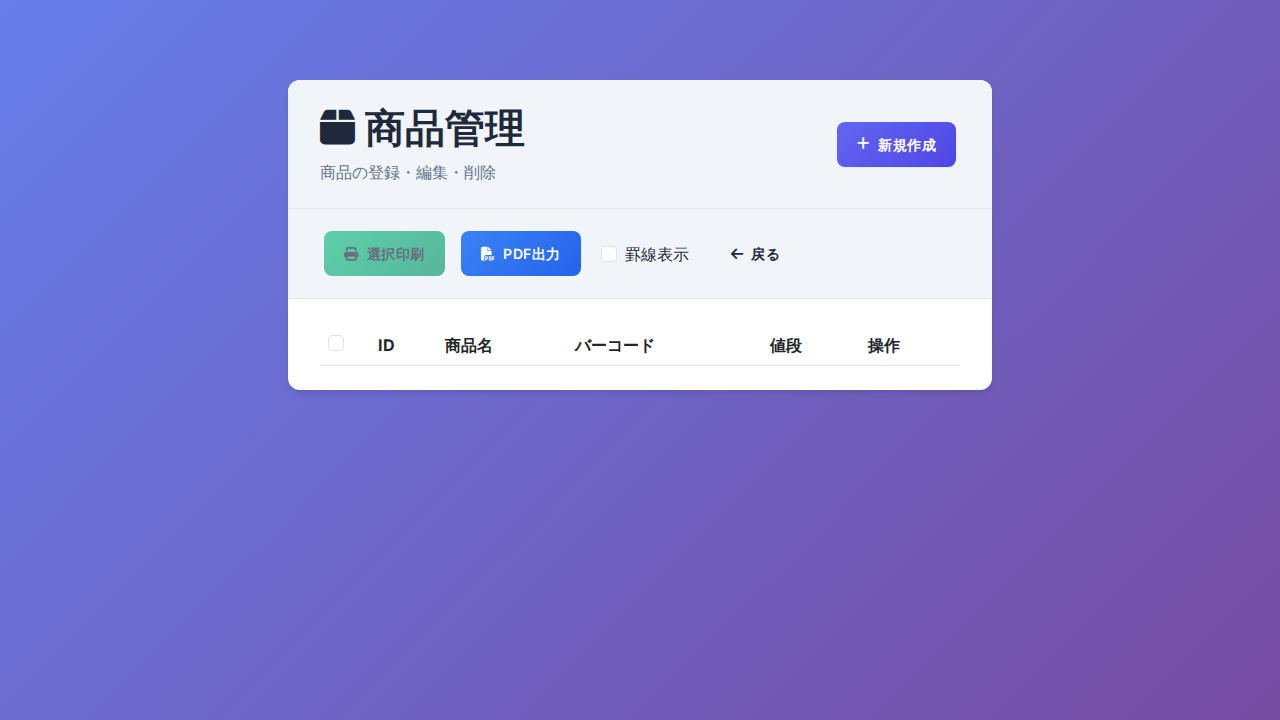 商品管理
商品の登録・編集・削除
新規作成
選択印刷 PDF出力 罫線表示 戻る
ID 商品名 バーコード 値段 操作